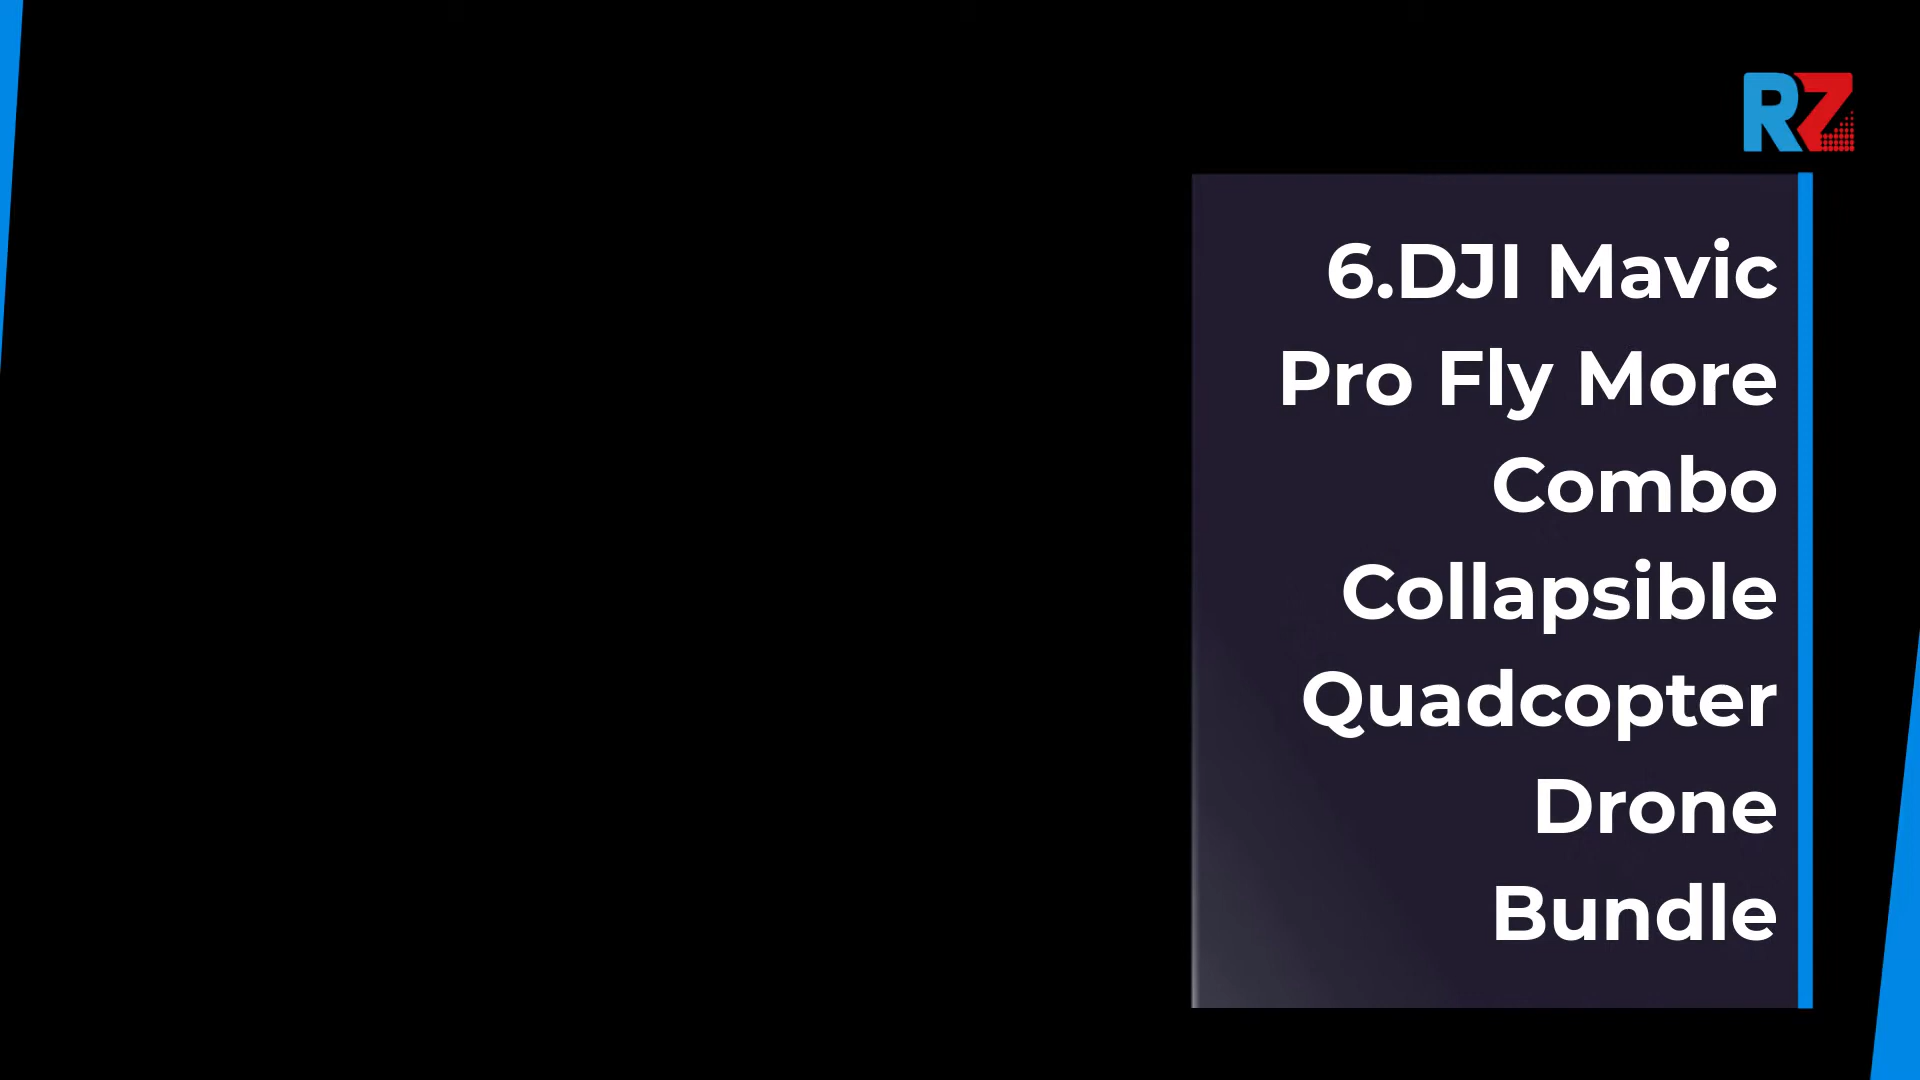 RZ
6.DJI Mavic
Pro Fly More
Combo
Collapsible
Quadcopter
Drone
Bundle